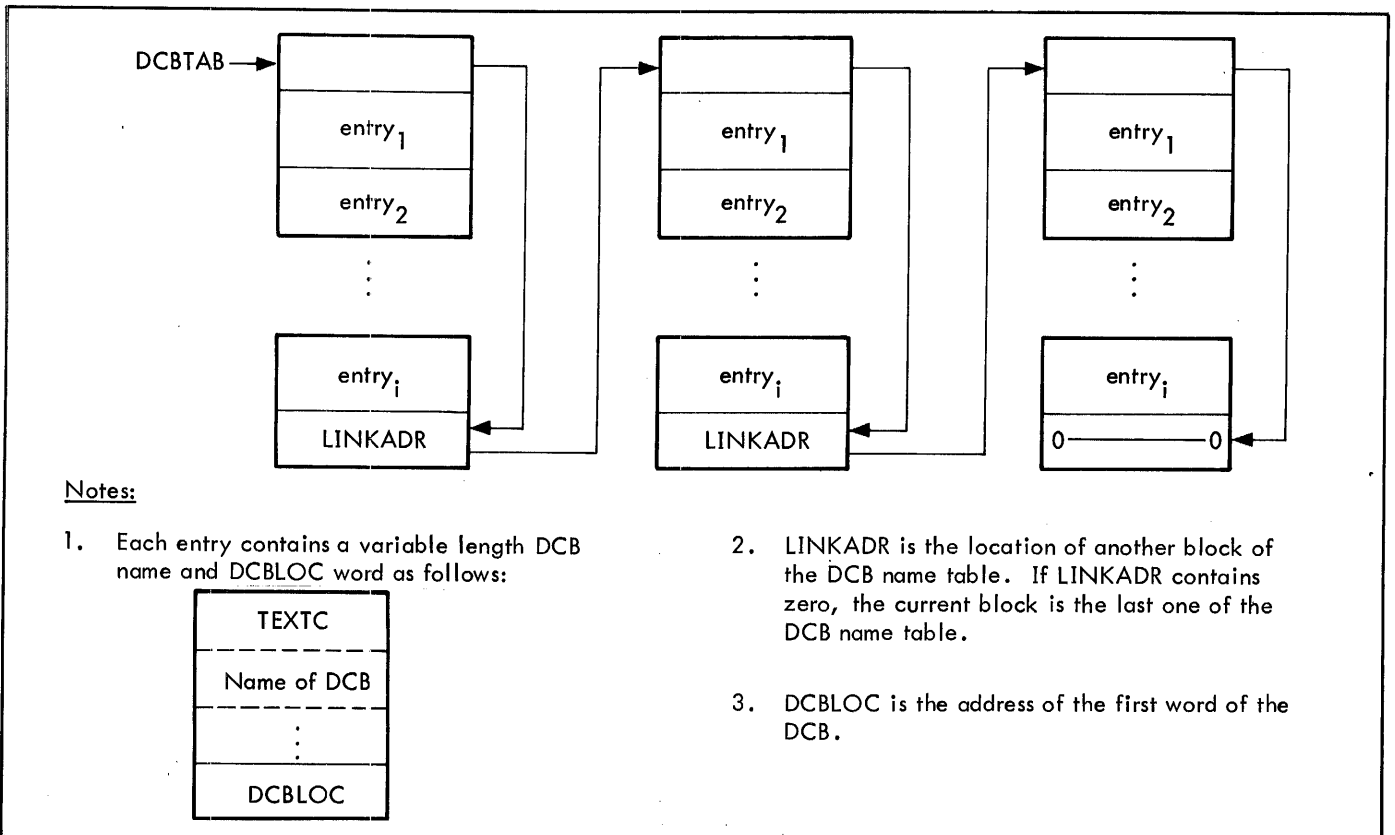 DCBTAB
entry1 entry1 entry1
entry2 entry2 entry2
entryi entryi entryi
LINKADR LINKADR 0 0
Notes:
1. Each entry contains a variable length DCB
name and DCBLOC word as follows:
TEXTC
Name of DCB
DCBLOC
2. LINKADR is the location of another block of
the DCB name table. If LINKADR contains
zero, the current block is the last one of the
DCB name table.
3. DCBLOC is the address of the first word of the
DCB.